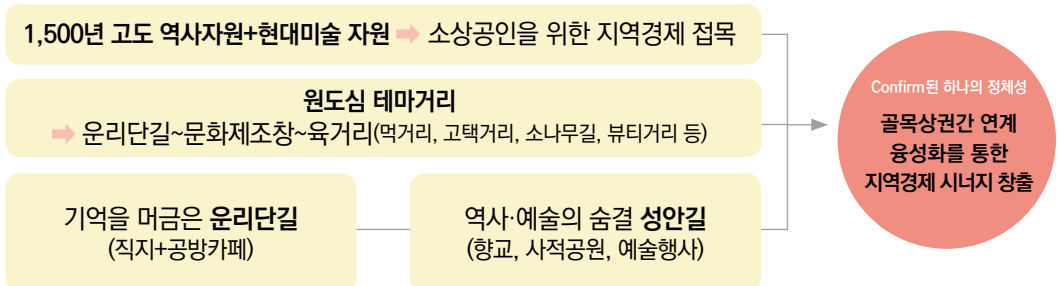 1,500년 고도 역사자원+현대미술 자원 ➡ 소상공인을 위한 지역경제 접목
원도심 테마거리
➡ 운리단길~문화제조창~육거리(먹거리, 고택거리, 소나무길, 뷰티거리 등)
기억을 머금은 운리단길
(직지+공방카페)
역사·예술의 숨결 성안길
(향교, 사적공원, 예술행사)
Confirm된 하나의 정체성
골목상권간 연계
융성화를 통한
지역경제 시너지 창출